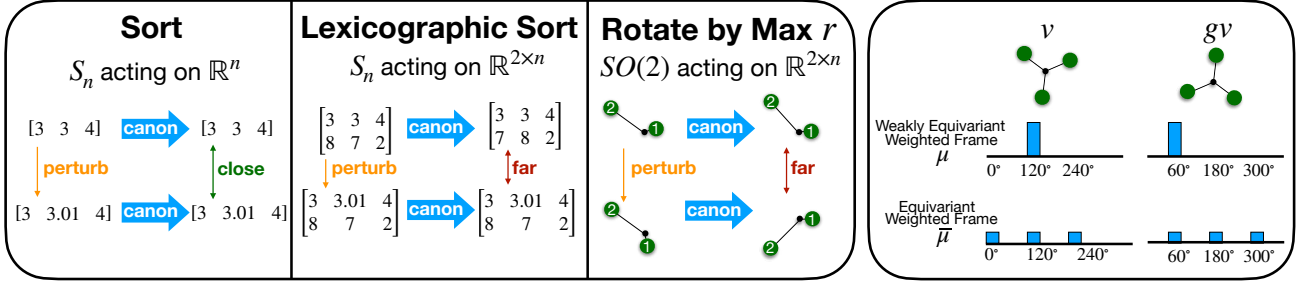 Sort
S_n acting on ℝ^n
[3 3 4]
canon
[3 3 4]
perturb
close
[3 3.01 4]
canon
[3 3.01 4]
Lexicographic Sort
S_n acting on ℝ^{2×n}
[3 3 4
8 7 2]
canon
[3 3 4
7 8 2]
perturb
far
[3 3.01 4
8 7 2]
canon
[3 3.01 4
8 7 2]
Rotate by Max r
SO(2) acting on ℝ^{2×n}
2
1
canon
2
1
perturb
far
2
1
canon
2
1
v
gv
Weakly Equivariant
Weighted Frame
μ
0° 120° 240°
60° 180° 300°
Equivariant
Weighted Frame
μ̄
0° 120° 240°
60° 180° 300°